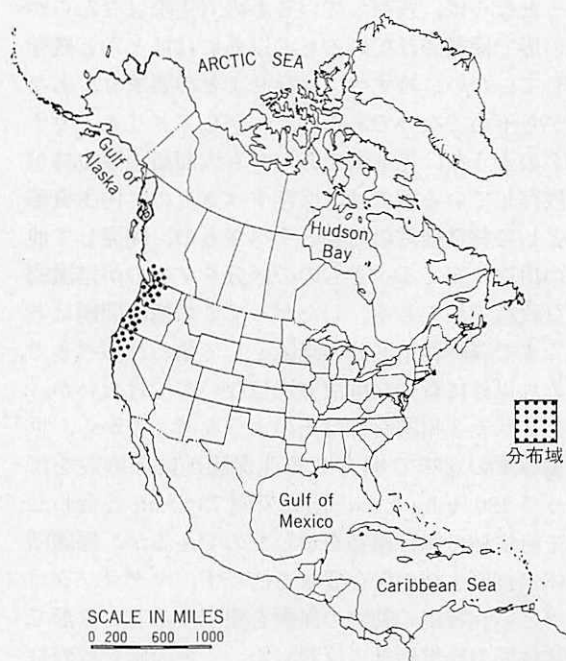 ARCTIC SEA
Gulf of
Alaska
Hudson
Bay
分布域
Gulf of
Mexico
Caribbean Sea
SCALE IN MILES
0 200 600 1000